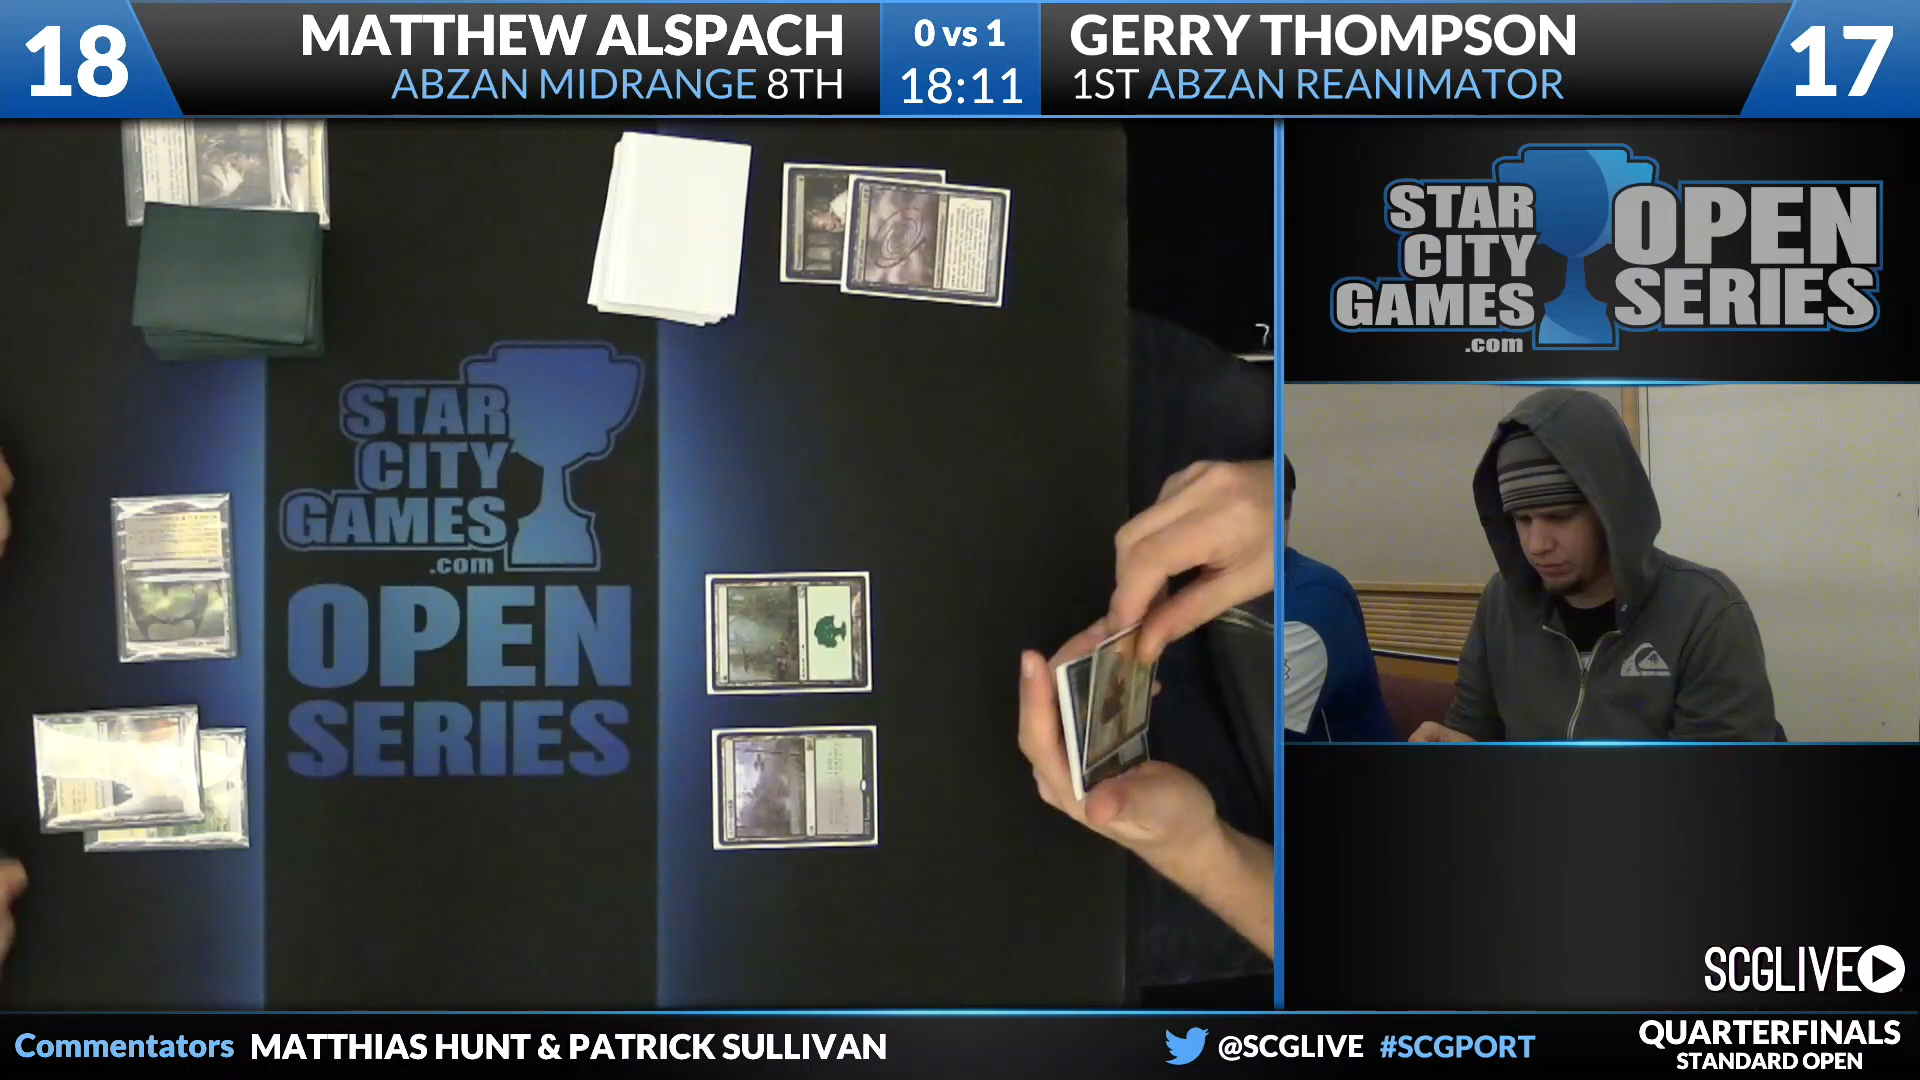 18
MATTHEW ALSPACH
ABZAN MIDRANGE 8TH
0 vs 1
18:11
GERRY THOMPSON
1ST ABZAN REANIMATOR
17
STAR
CITY
GAMES
.com
OPEN
SERIES
STAR
CITY
GAMES
.com
OPEN
SERIES
SCGLIVE
Commentators MATTHIAS HUNT & PATRICK SULLIVAN
@SCGLIVE #SCGPORT
QUARTERFINALS
STANDARD OPEN